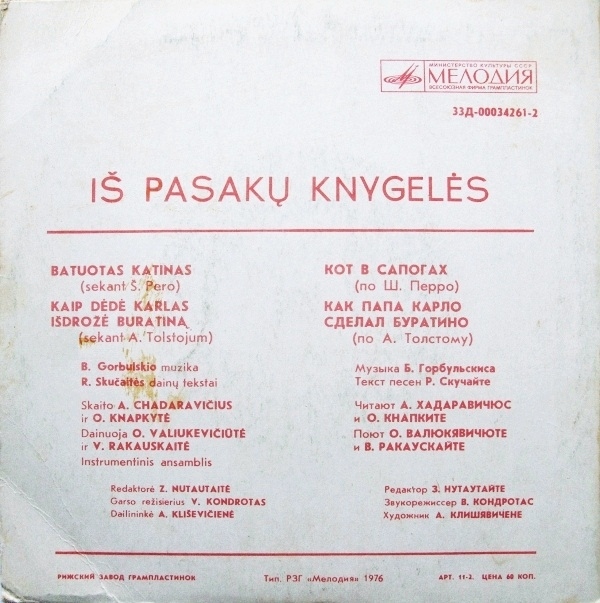 МИНИСТЕРСТВО КУЛЬТУРЫ СССР
МЕЛОДИЯ
ВСЕСОЮЗНАЯ ФИРМА ГРАМПЛАСТИНОК
33Д-00034261-2
IŠ PASAKŲ KNYGELĖS
BATUOTAS KATINAS
(sekant Š. Pero)
KAIP DĖDĖ KARLAS
IŠDROŽĖ BURATINĄ
(sekant A. Tolstojum)
B. Gorbulskio muzika
R. Skučaitės dainų tekstai
Skaito A. CHADARAVIČIUS
ir O. KNAPKYTĖ
Dainuoja O. VALIUKEVIČIŪTĖ
ir V. RAKAUSKAITĖ
Instrumentinis ansamblis
Redaktorė Z. NUTAUTAITĖ
Garso režisierius V. KONDROTAS
Dailininkė A. KLIŠEVIČIENĖ
КОТ В САПОГАХ
(по Ш. Перро)
КАК ПАПА КАРЛО
СДЕЛАЛ БУРАТИНО
(по А. Толстому)
Музыка Б. Горбульскиса
Текст песен Р. Скучайте
Читают А. ХАДАРАВИЧЮС
и О. КНАПКИТЕ
Поют О. ВАЛЮКЯВИЧЮТЕ
и В. РАКАУСКАЙТЕ
Редактор З. НУТАУТАЙТЕ
Звукорежиссер В. КОНДРОТАС
Художник А. КЛИШЯВИЧЕНЕ
РИЖСКИЙ ЗАВОД ГРАМПЛАСТИНОК
Тип. РЗГ «Мелодия» 1976
АРТ. 11-2. ЦЕНА 60 КОП.